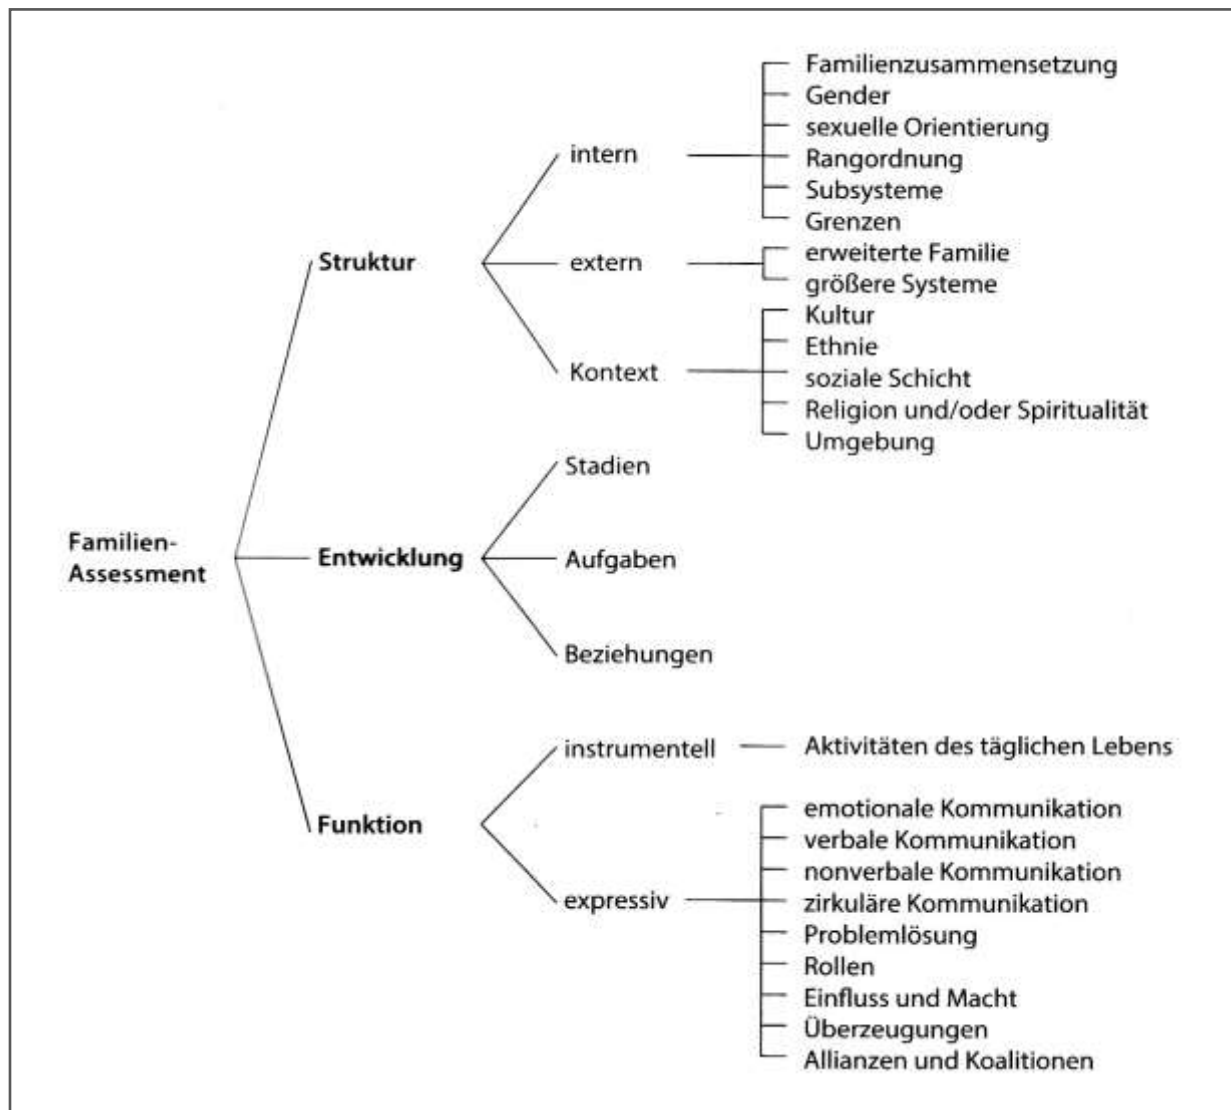 Familienzusammensetzung
Gender
sexuelle Orientierung
intern
Rangordnung
Subsysteme
Grenzen
Struktur
extern
erweiterte Familie
größere Systeme
Kultur
Ethnie
Kontext
soziale Schicht
Religion und/oder Spiritualität
Umgebung
Stadien
Familien-
Assessment
Entwicklung
Aufgaben
Beziehungen
instrumentell
Aktivitäten des täglichen Lebens
Funktion
emotionale Kommunikation
verbale Kommunikation
nonverbale Kommunikation
expressiv
zirkuläre Kommunikation
Problemlösung
Rollen
Einfluss und Macht
Überzeugungen
Allianzen und Koalitionen